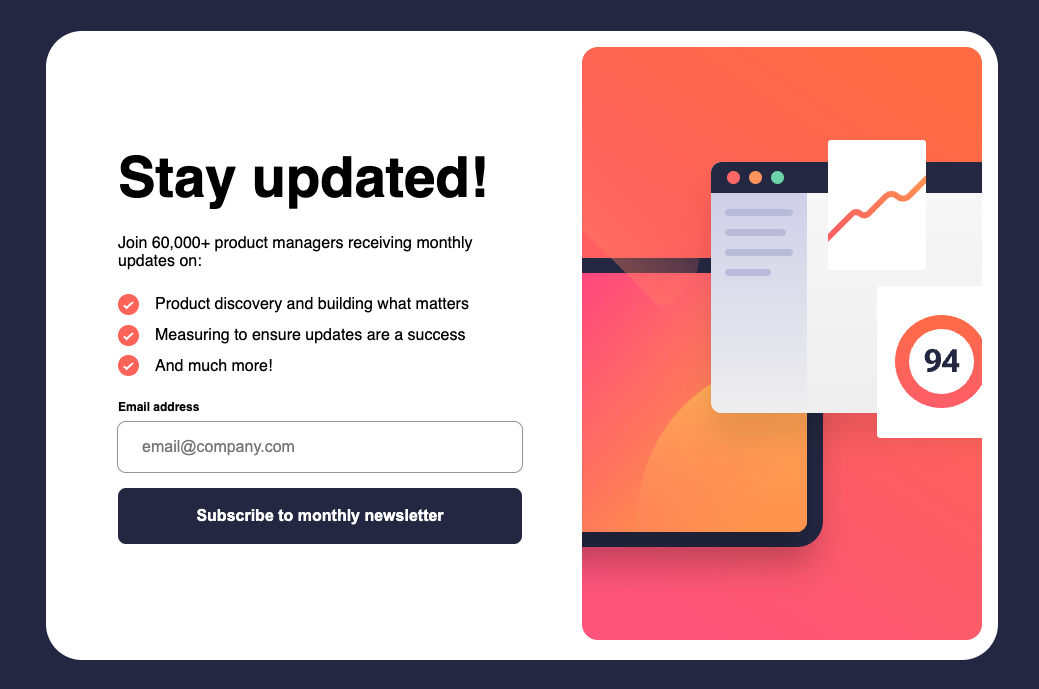 Stay updated!
Join 60,000+ product managers receiving monthly
updates on:
Product discovery and building what matters
Measuring to ensure updates are a success
And much more!
Email address
email@company.com
Subscribe to monthly newsletter
94